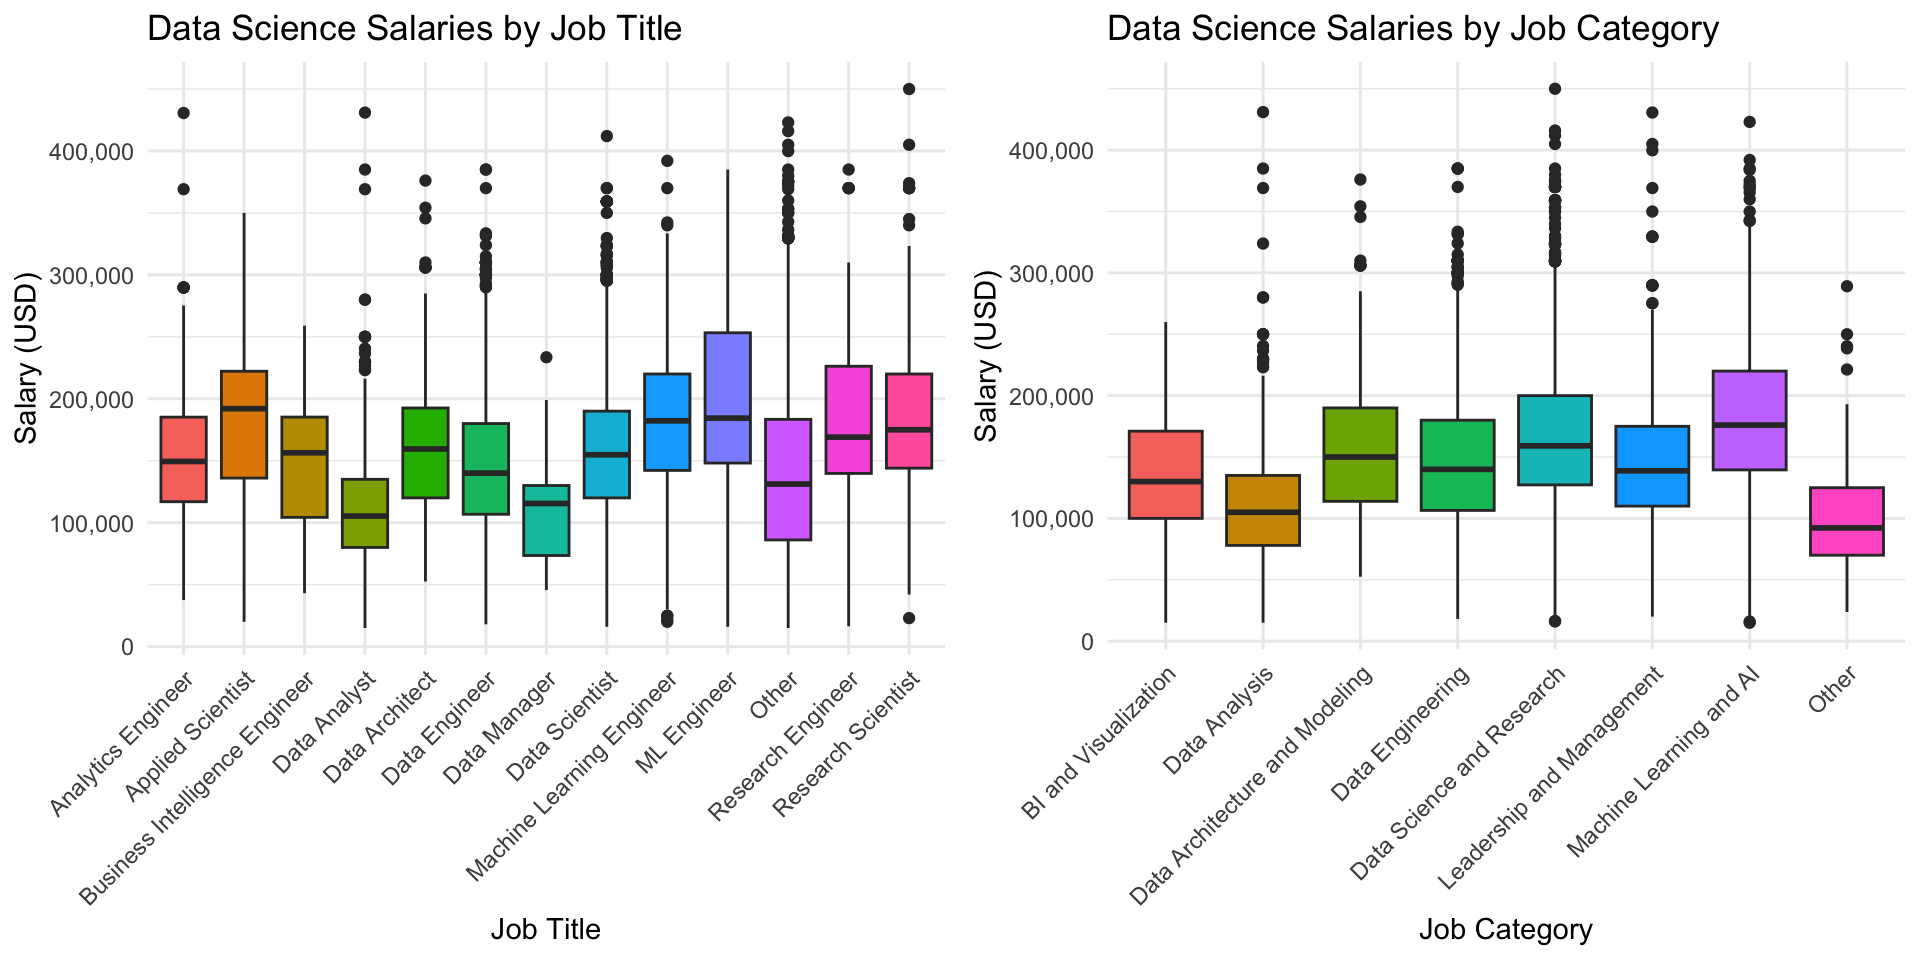 Data Science Salaries by Job Title
Salary (USD)
400,000
300,000
200,000
100,000
0
Analytics Engineer
Applied Scientist
Business Intelligence Engineer
Data Analyst
Data Architect
Data Engineer
Data Manager
Data Scientist
Machine Learning Engineer
ML Engineer
Other
Research Engineer
Research Scientist
Job Title
Data Science Salaries by Job Category
Salary (USD)
400,000
300,000
200,000
100,000
0
BI and Visualization
Data Analysis
Data Architecture and Modeling
Data Engineering
Data Science and Research
Leadership and Management
Machine Learning and AI
Other
Job Category